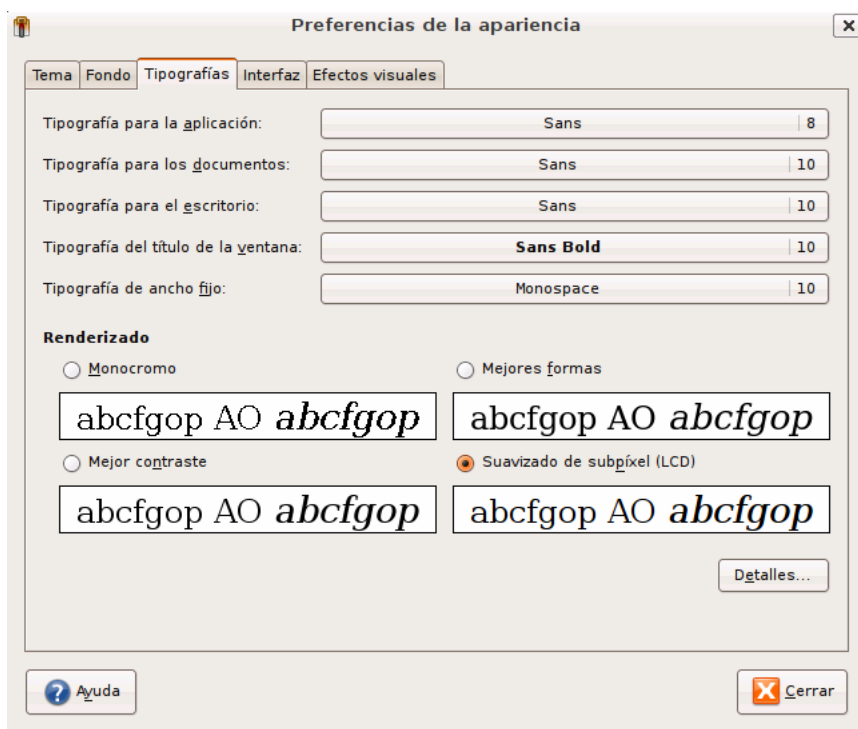 Preferencias de la apariencia
Tema Fondo Tipografías Interfaz Efectos visuales
Tipografía para la aplicación: Sans 8
Tipografía para los documentos: Sans 10
Tipografía para el escritorio: Sans 10
Tipografía del título de la ventana: Sans Bold 10
Tipografía de ancho fijo: Monospace 10
Renderizado
Monocromo Mejores formas
abcfgop AO abcfgop abcfgop AO abcfgop
Mejor contraste Suavizado de subpíxel (LCD)
abcfgop AO abcfgop abcfgop AO abcfgop
Detalles...
Ayuda Cerrar